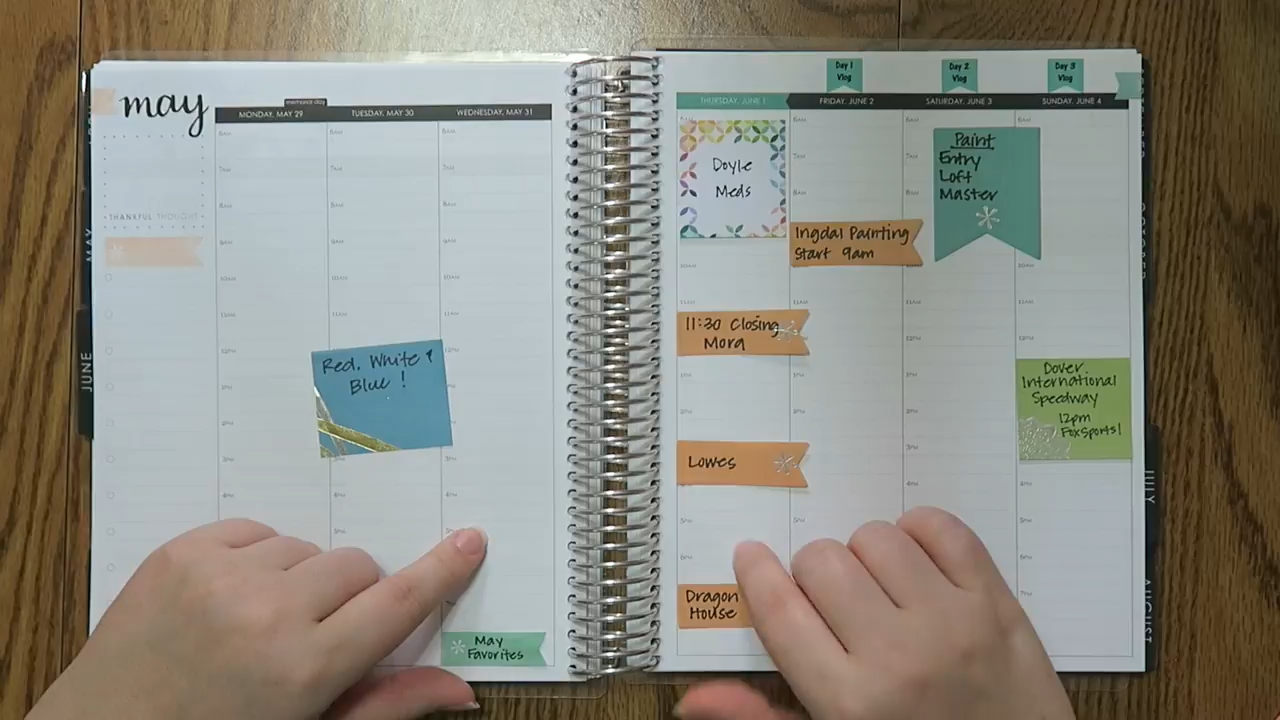 may
memorial day
MONDAY, MAY 29
TUESDAY, MAY 30
WEDNESDAY, MAY 31
THANKFUL THOUGHT
MAY
JUNE
Red, White &
Blue !
May
Favorites
Day 1
Vlog
Day 2
Vlog
Day 3
Vlog
THURSDAY, JUNE 1
FRIDAY, JUNE 2
SATURDAY, JUNE 3
SUNDAY, JUNE 4
Doyle
Meds
Ingdal Painting
Start 9am
Paint
Entry
Loft
Master
11:30 Closing
Morg
Dover
International
Speedway
12pm
FoxSports1
Lowes
Dragon
House
OCTOBER
JULY
AUGUST